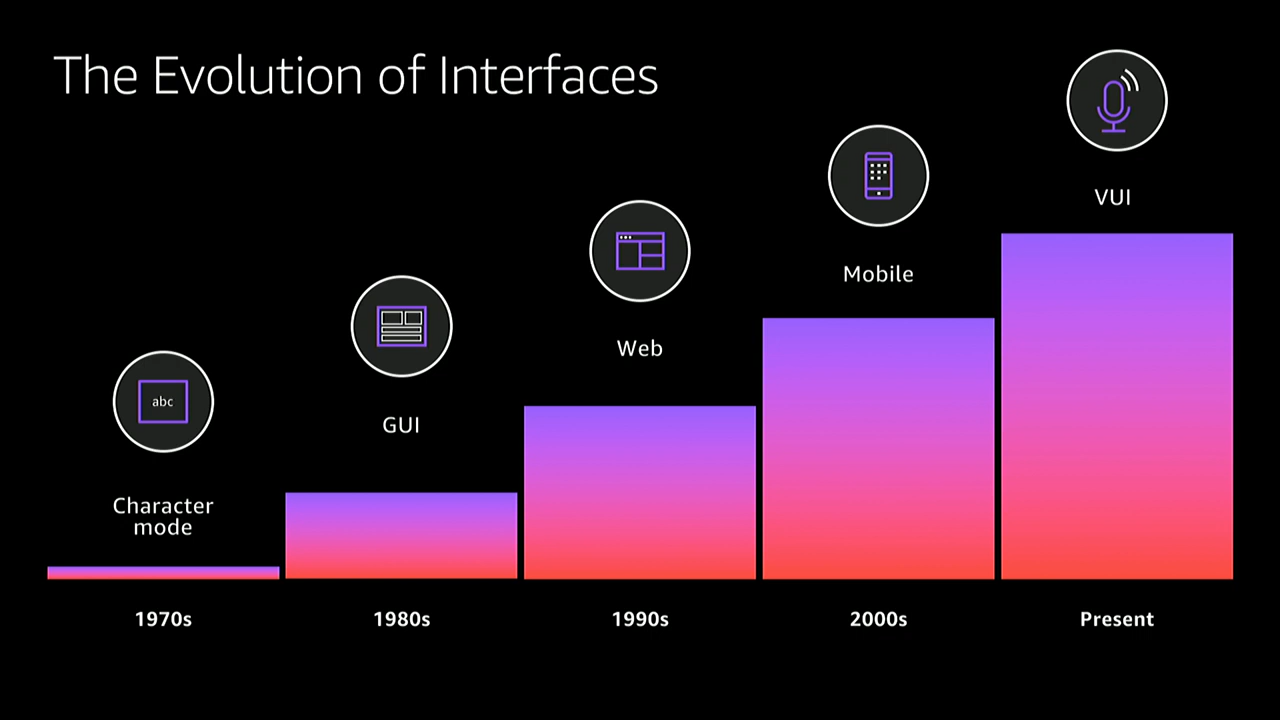 The Evolution of Interfaces
VUI
Mobile
Web
GUI
abc
Character
mode
1970s
1980s
1990s
2000s
Present